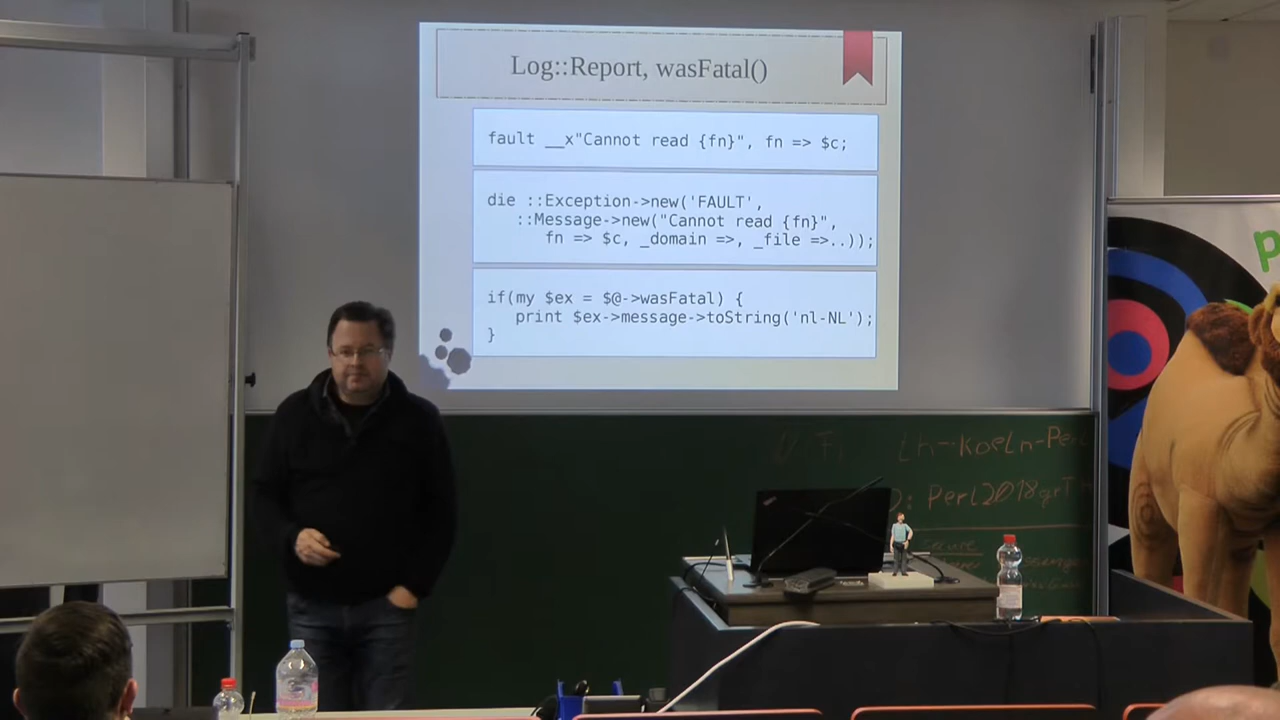 Log::Report, wasFatal()
fault __x"Cannot read {fn}", fn => $c;
die ::Exception->new('FAULT',
::Message->new("Cannot read {fn}",
fn => $c, _domain =>, _file =>..));
if(my $ex = $@->wasFatal) {
print $ex->message->toString('nl-NL');
}
p